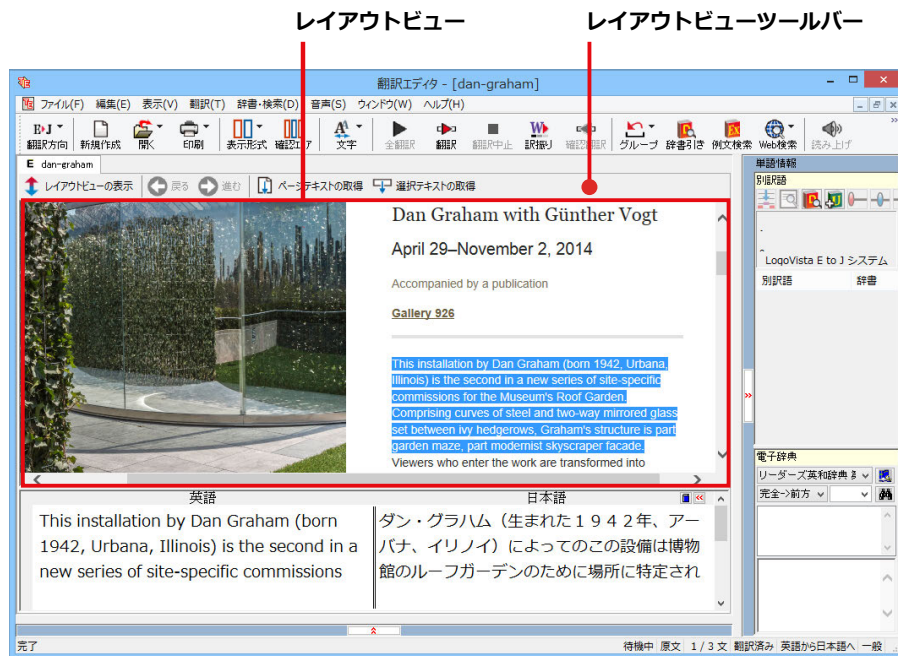 レイアウトビュー
レイアウトビューツールバー
翻訳エディタ - [dan-graham]
ファイル(F) 編集(E) 表示(V) 翻訳(T) 辞書・検索(D) 音声(S) ウィンドウ(W) ヘルプ(H)
E›J
翻訳方向 新規作成 開く 印刷 表示形式 確認エリア 文字 全翻訳 翻訳 翻訳中止 訳振り 確認翻訳 グループ 辞書引き 例文検索 Web検索 読み上げ
E dan-graham
レイアウトビューの表示 戻る 進む ページテキストの取得 選択テキストの取得
Dan Graham with Günther Vogt
April 29–November 2, 2014
Accompanied by a publication
Gallery 926
This installation by Dan Graham (born 1942, Urbana,
Illinois) is the second in a new series of site-specific
commissions for the Museum's Roof Garden.
Comprising curves of steel and two-way mirrored glass
set between ivy hedgerows, Graham's structure is part
garden maze, part modernist skyscraper facade.
Viewers who enter the work are transformed into
英語 日本語
This installation by Dan Graham (born
1942, Urbana, Illinois) is the second in a
new series of site-specific commissions
ダン・グラハム（生まれた１９４２年、アー
バナ、イリノイ）によってのこの設備は博物
館のルーフガーデンのために場所に特定され
単語情報
別訳語
LogoVista E to J システム
別訳語 辞書
電子辞典
リーダーズ英和辞典
完全->前方
完了
待機中 原文 1 / 3 文 翻訳済み 英語から日本語へ 一般